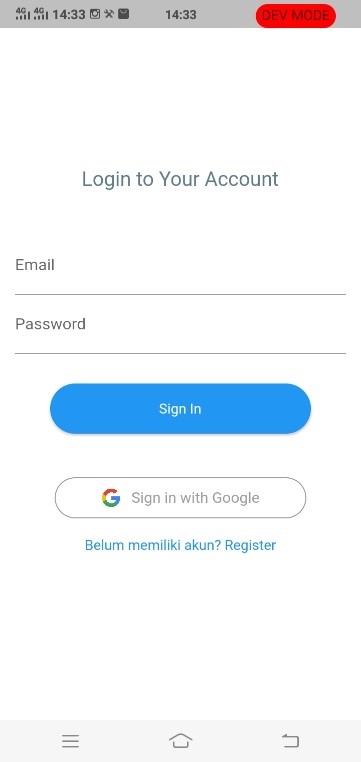 4G 4G 14:33 14:33 DEV MODE
Login to Your Account
Email
Password
Sign In
Sign in with Google
Belum memiliki akun? Register